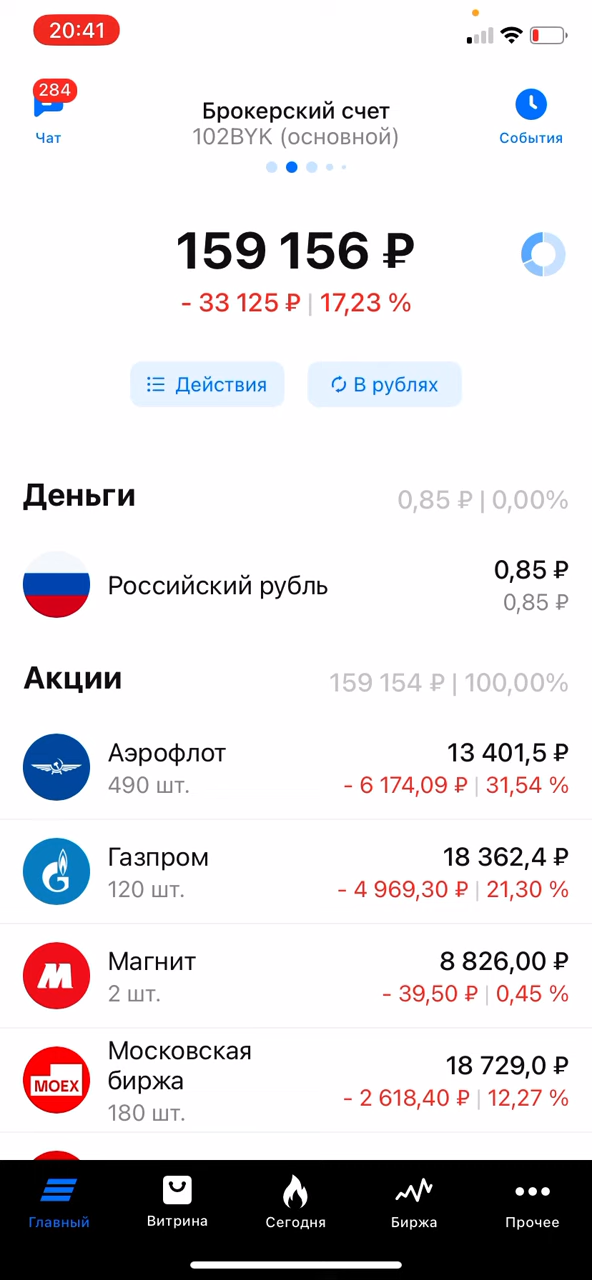 20:41
284
Чат
Брокерский счет
102BYK (основной)
События
159 156 ₽
- 33 125 ₽ | 17,23 %
Действия
В рублях
Деньги
0,85 ₽ | 0,00%
Российский рубль
0,85 ₽
0,85 ₽
Акции
159 154 ₽ | 100,00%
Аэрофлот
13 401,5 ₽
490 шт.
- 6 174,09 ₽ | 31,54 %
Газпром
18 362,4 ₽
120 шт.
- 4 969,30 ₽ | 21,30 %
Магнит
8 826,00 ₽
2 шт.
- 39,50 ₽ | 0,45 %
Московская
биржа
18 729,0 ₽
MOEX
180 шт.
- 2 618,40 ₽ | 12,27 %
Главный
Витрина
Сегодня
Биржа
Прочее